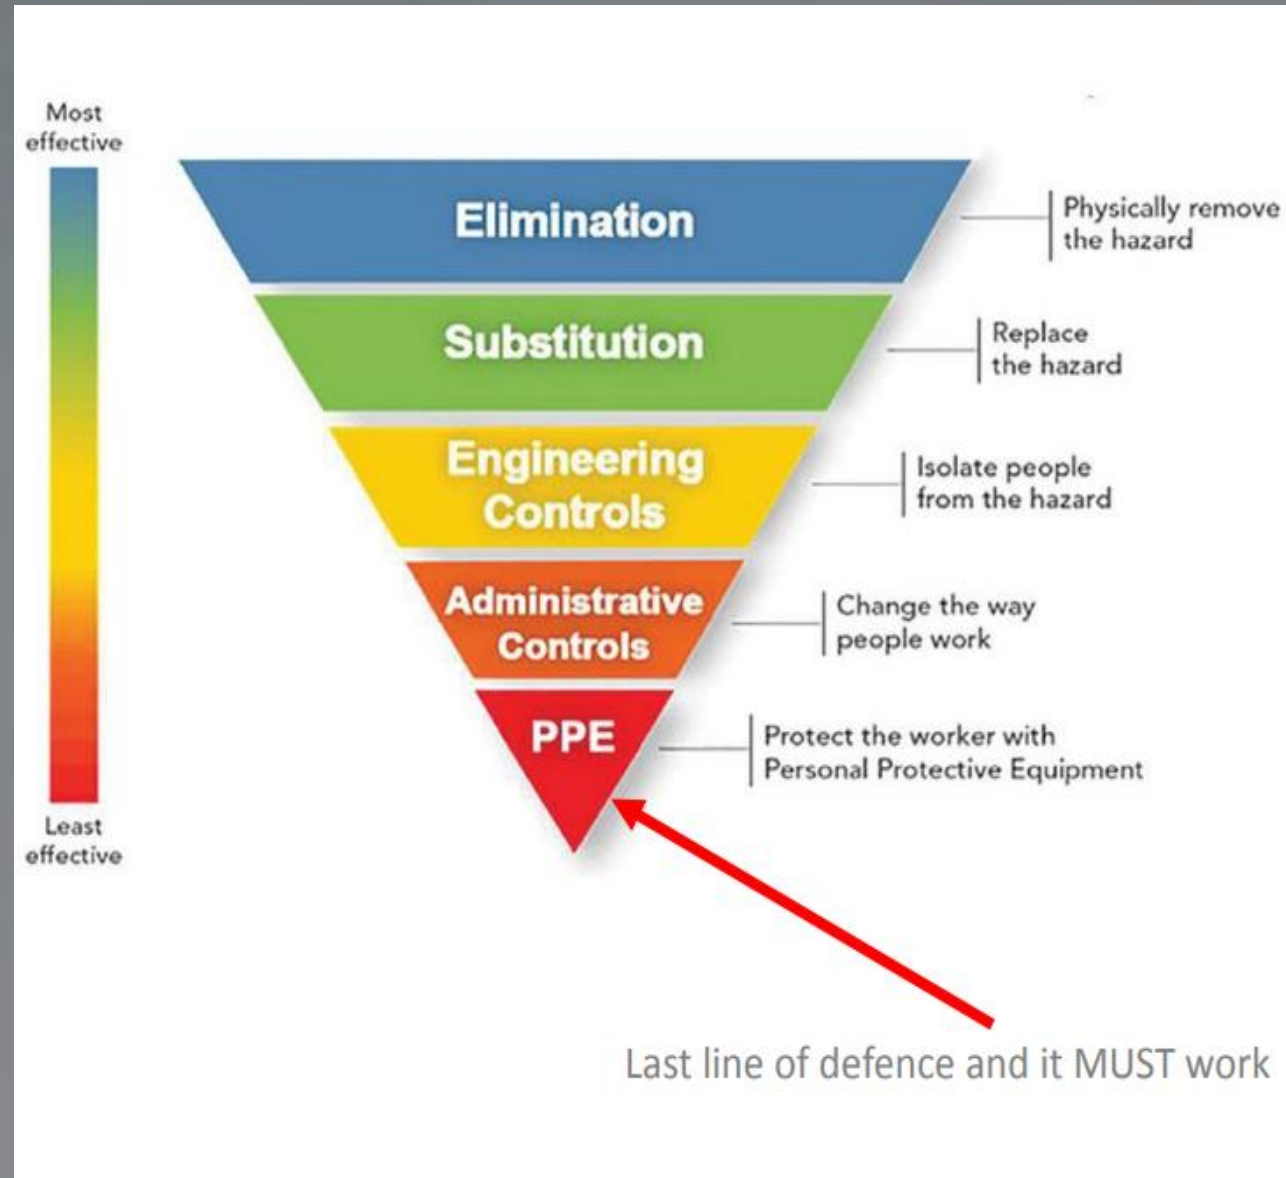 Most
effective
Elimination
Physically remove
the hazard
Substitution
Replace
the hazard
Engineering
Controls
Isolate people
from the hazard
Administrative
Controls
Change the way
people work
PPE
Protect the worker with
Personal Protective Equipment
Least
effective
Last line of defence and it MUST work